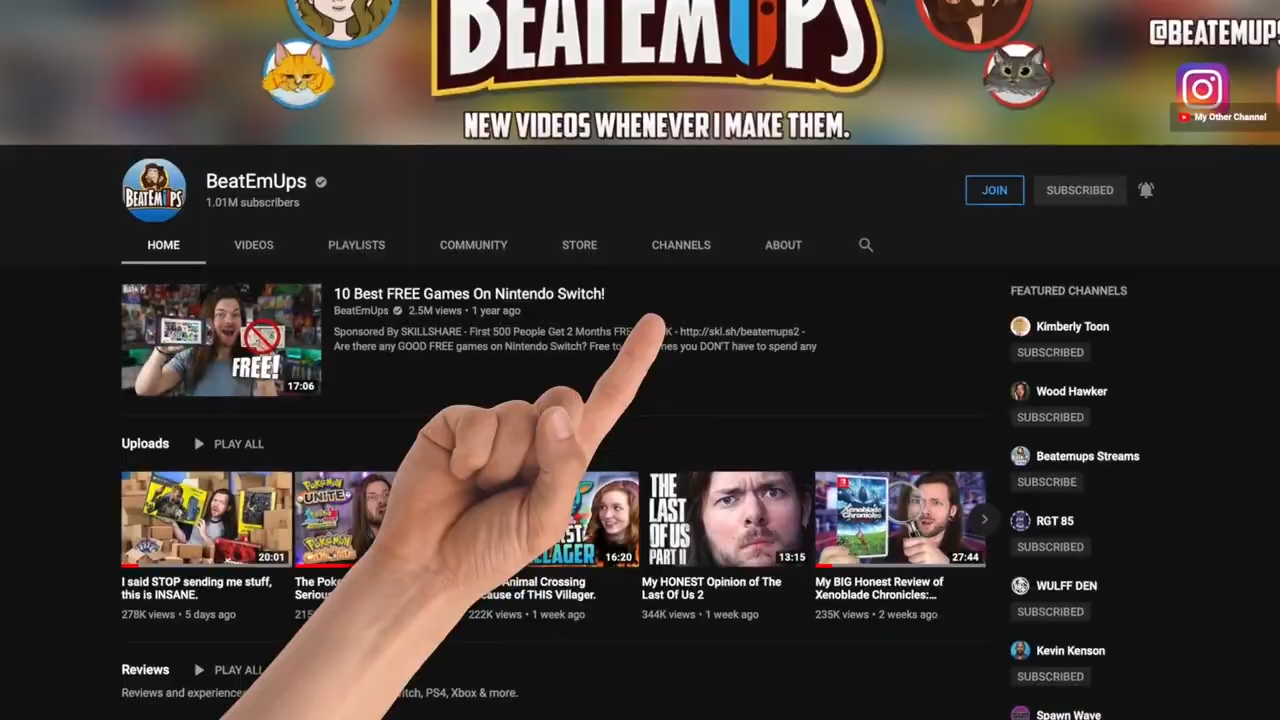 BEATEMUPS
@BEATEMUPS
NEW VIDEOS WHENEVER I MAKE THEM.
My Other Channel
BEATEMUPS
BeatEmUps
1.01M subscribers
JOIN
SUBSCRIBED
HOME
VIDEOS
PLAYLISTS
COMMUNITY
STORE
CHANNELS
ABOUT
FREE!
17:06
10 Best FREE Games On Nintendo Switch!
BeatEmUps 2.5M views • 1 year ago
Sponsored By SKILLSHARE - First 500 People Get 2 Months - http://skl.sh/beatemups2 -
Are there any GOOD FREE games on Nintendo Switch? Free you DON'T have to spend any
FEATURED CHANNELS
Kimberly Toon
SUBSCRIBED
Wood Hawker
SUBSCRIBED
Beatemups Streams
SUBSCRIBE
RGT 85
SUBSCRIBED
WULFF DEN
SUBSCRIBED
Kevin Kenson
SUBSCRIBED
Spawn Wave
Uploads
PLAY ALL
20:01
I said STOP sending me stuff,
this is INSANE.
278K views • 5 days ago
POKEMON
UNITE
The
16:20
Animal Crossing
of THIS Villager.
222K views • 1 week ago
THE
LAST
OF US
PART II
13:15
My HONEST Opinion of The
Last Of Us 2
344K views • 1 week ago
Xenoblade
Chronicles
27:44
My BIG Honest Review of
Xenoblade Chronicles:...
235K views • 2 weeks ago
Reviews
PLAY ALL
Reviews and PS4, Xbox & more.